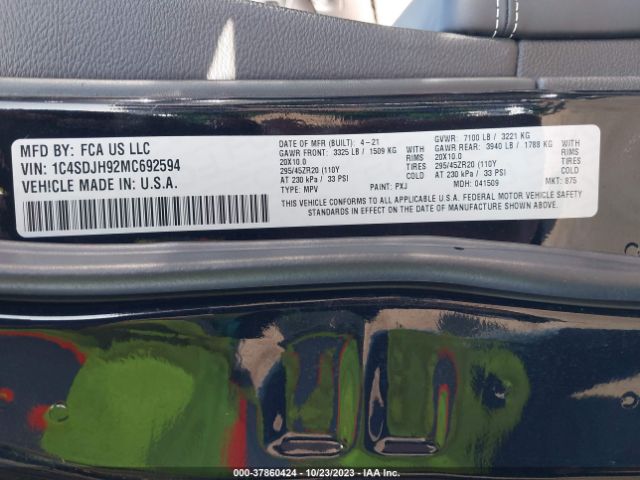 MFD BY: FCA US LLC
VIN: 1C4SDJH92MC692594
VEHICLE MADE IN U.S.A.
DATE OF MFR (BUILT): 4-21
GAWR FRONT: 3325 LB / 1509 KG
20X10.0
295/45ZR20 (110Y
AT 230 kPa / 33 PSI
TYPE: MPV
PAINT: PXJ
WITH
RIMS
TIRES
COLD
GVWR: 7100 LB / 3221 KG
GAWR REAR: 3940 LB / 1788 KG
20X10.0
295/45ZR20 (110Y
AT 230 kPa / 33 PSI
MDH: 041509
WITH
RIMS
TIRES
COLD
MKT: 875
THIS VEHICLE CONFORMS TO ALL APPLICABLE U.S.A. FEDERAL MOTOR VEHICLE SAFETY
STANDARDS IN EFFECT ON THE DATE OF MANUFACTURE SHOWN ABOVE.
000-37860424 | 10/23/2023 | IAA Inc.